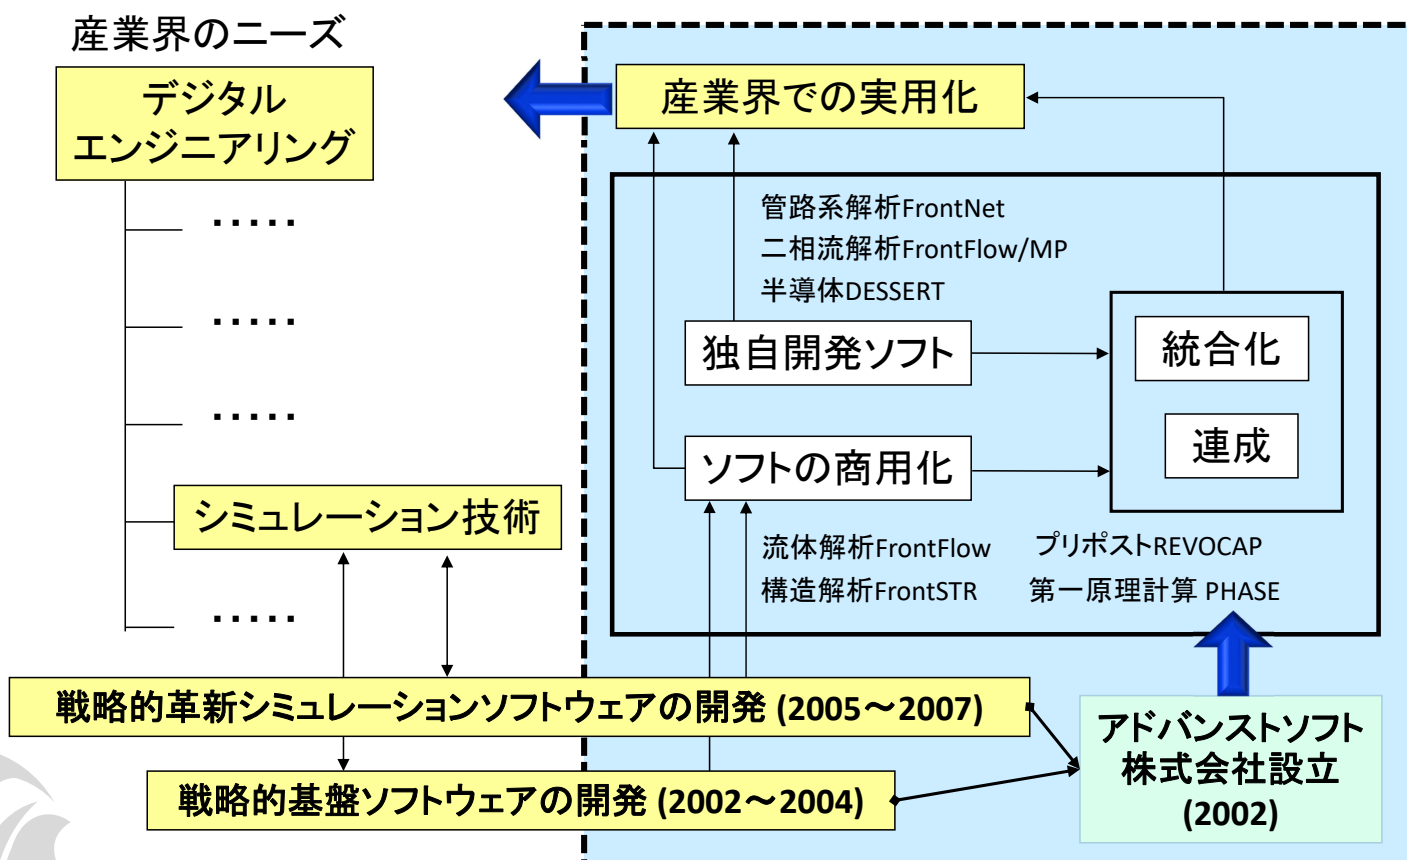 産業界のニーズ
デジタル
エンジニアリング
・・・・・
・・・・・
・・・・・
シミュレーション技術
・・・・・
産業界での実用化
管路系解析FrontNet
二相流解析FrontFlow/MP
半導体DESSERT
独自開発ソフト
統合化
連成
ソフトの商用化
流体解析FrontFlow
プリポストREVOCAP
構造解析FrontSTR
第一原理計算 PHASE
戦略的革新シミュレーションソフトウェアの開発 (2005～2007)
戦略的基盤ソフトウェアの開発 (2002～2004)
アドバンストソフト
株式会社設立
(2002)